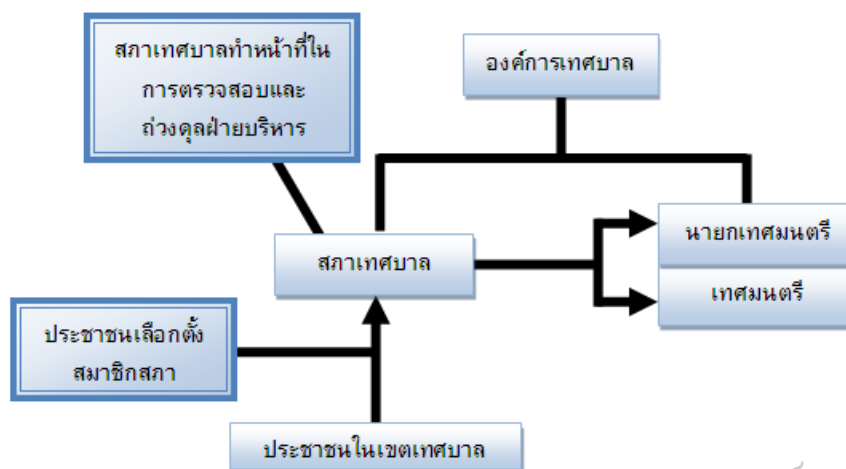 สภาเทศบาลทำหน้าที่ใน
การตรวจสอบและ
ถ่วงดุลฝ่ายบริหาร
องค์การเทศบาล
สภาเทศบาล
นายกเทศมนตรี
เทศมนตรี
ประชาชนเลือกตั้ง
สมาชิกสภา
ประชาชนในเขตเทศบาล